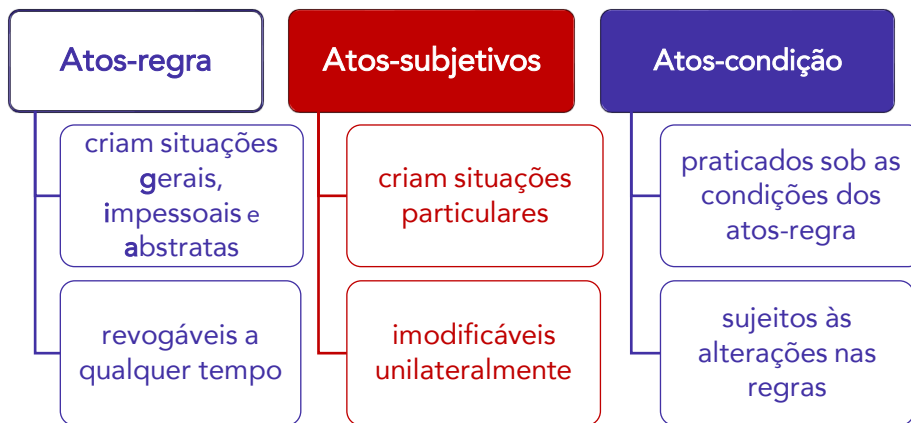 Atos-regra
criam situações
gerais,
impessoais e
abstratas
revogáveis a
qualquer tempo
Atos-subjetivos
criam situações
particulares
imodificáveis
unilateralmente
Atos-condição
praticados sob as
condições dos
atos-regra
sujeitos às
alterações nas
regras